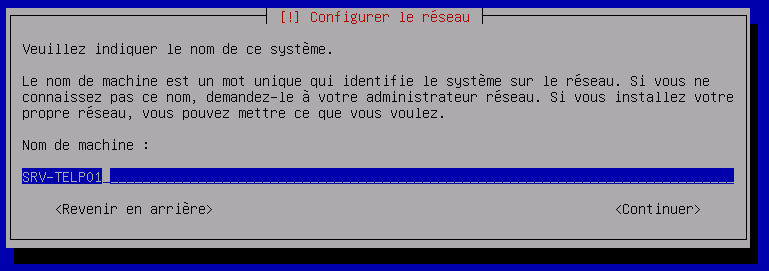 [!] Configurer le réseau
Veuillez indiquer le nom de ce système.
Le nom de machine est un mot unique qui identifie le système sur le réseau. Si vous ne
connaissez pas ce nom, demandez-le à votre administrateur réseau. Si vous installez votre
propre réseau, vous pouvez mettre ce que vous voulez.
Nom de machine :
SRV-TELP01
<Revenir en arrière> <Continuer>